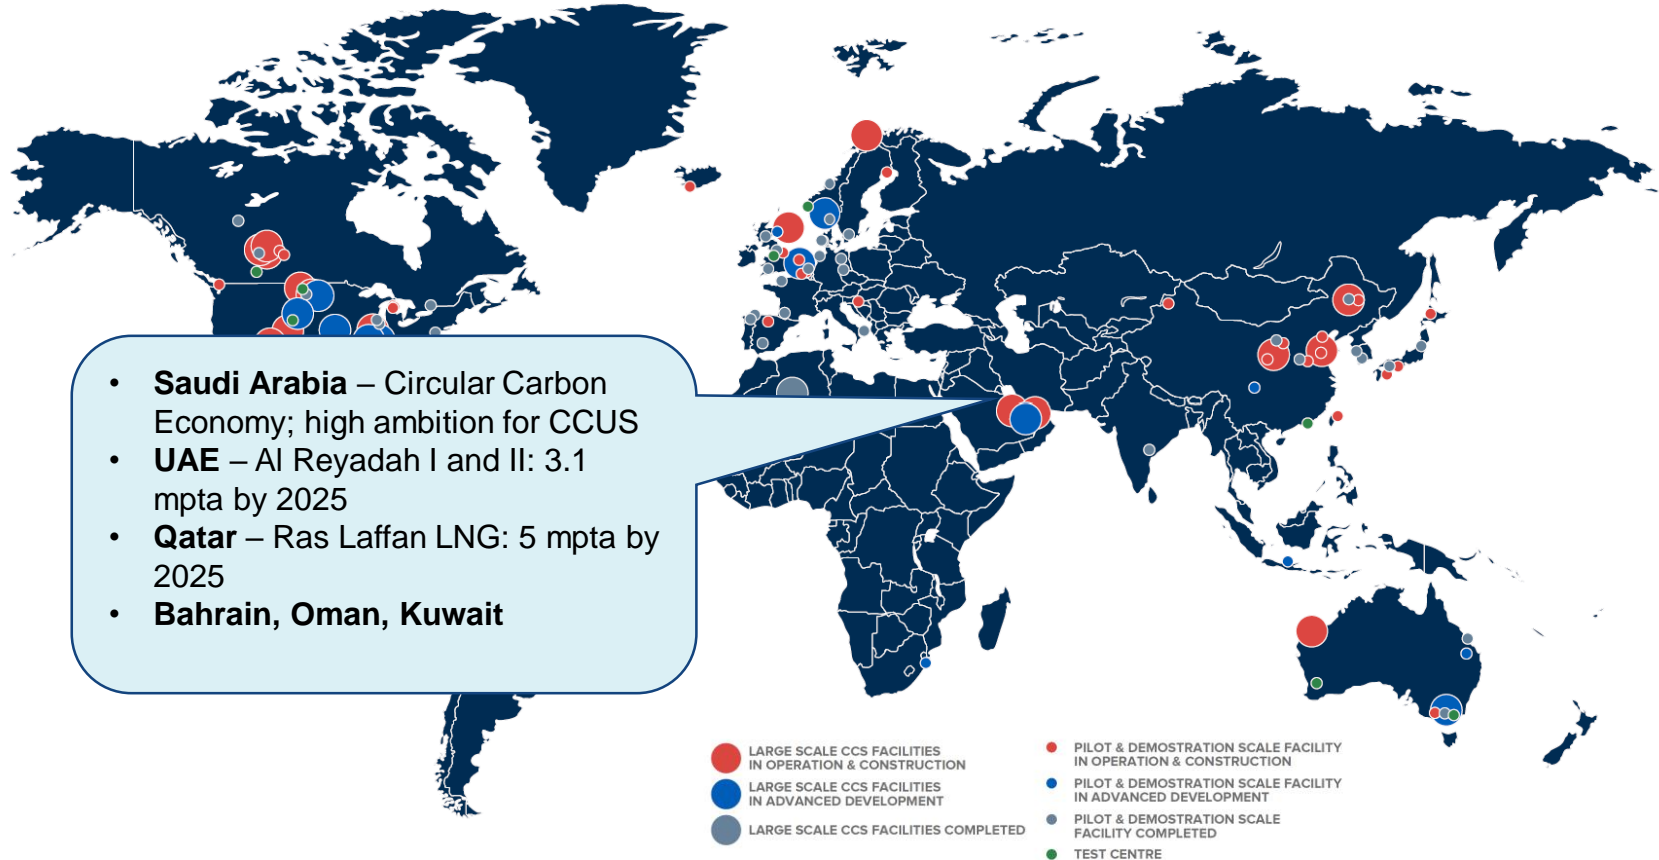 • Saudi Arabia – Circular Carbon
Economy; high ambition for CCUS
• UAE – Al Reyadah I and II: 3.1
mpta by 2025
• Qatar – Ras Laffan LNG: 5 mpta by
2025
• Bahrain, Oman, Kuwait
LARGE SCALE CCS FACILITIES
IN OPERATION & CONSTRUCTION
LARGE SCALE CCS FACILITIES
IN ADVANCED DEVELOPMENT
LARGE SCALE CCS FACILITIES COMPLETED
PILOT & DEMOSTRATION SCALE FACILITY
IN OPERATION & CONSTRUCTION
PILOT & DEMOSTRATION SCALE FACILITY
IN ADVANCED DEVELOPMENT
PILOT & DEMOSTRATION SCALE
FACILITY COMPLETED
TEST CENTRE